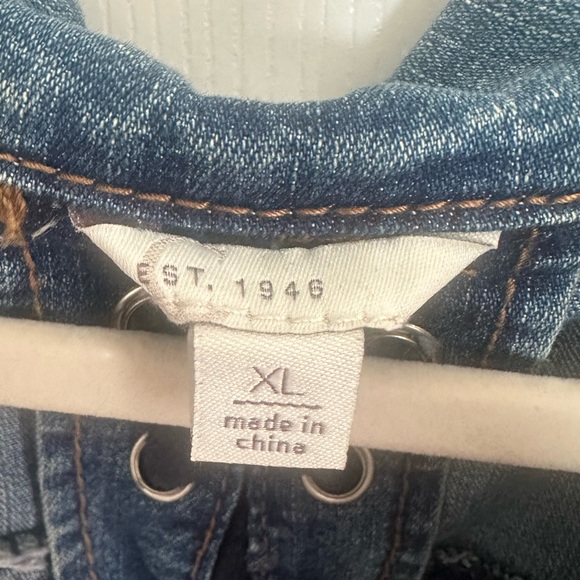 EST. 1946
XL
made in
china